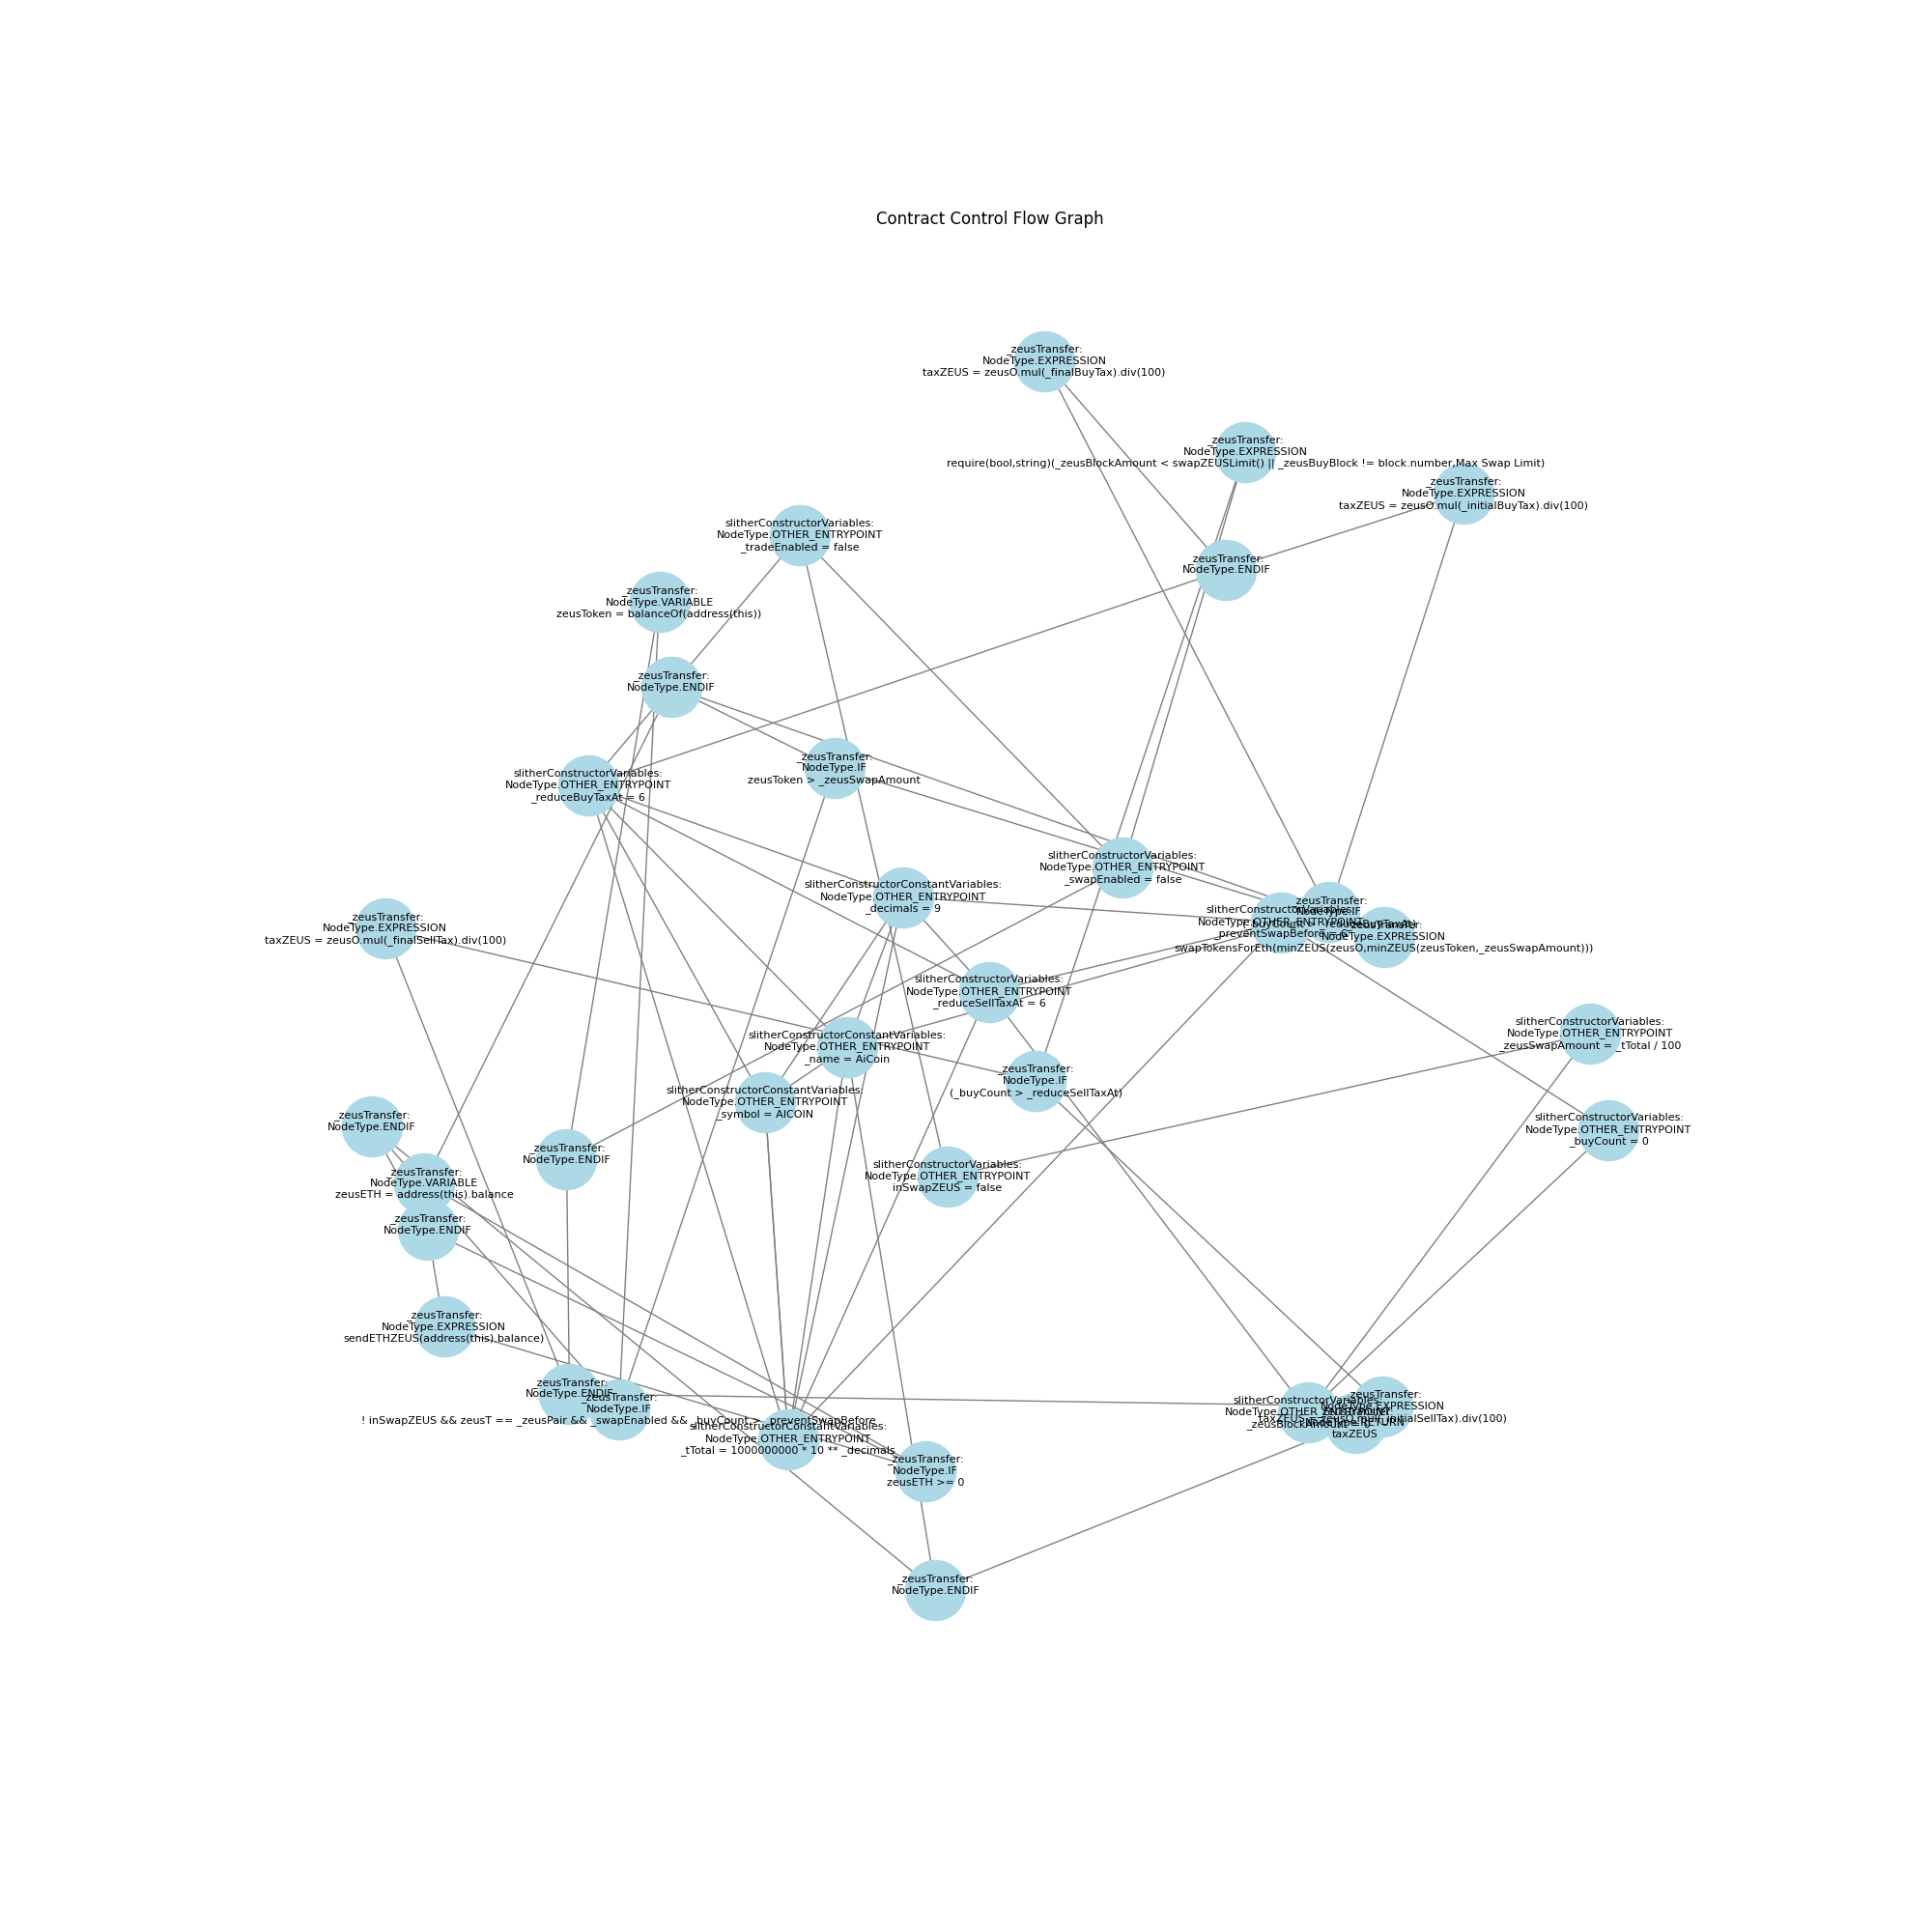 Contract Control Flow Graph
_zeusTransfer:
NodeType.EXPRESSION
taxZEUS = zeusO.mul(_finalBuyTax).div(100)
_zeusTransfer:
NodeType.EXPRESSION
require(bool,string)(_zeusBlockAmount < swapZEUSLimit() || _zeusBuyBlock != block.number,Max Swap Limit)
_zeusTransfer:
NodeType.EXPRESSION
taxZEUS = zeusO.mul(_initialBuyTax).div(100)
slitherConstructorVariables:
NodeType.OTHER_ENTRYPOINT
_tradeEnabled = false
_zeusTransfer:
NodeType.ENDIF
_zeusTransfer:
NodeType.VARIABLE
zeusToken = balanceOf(address(this))
_zeusTransfer:
NodeType.ENDIF
_zeusTransfer:
NodeType.IF
zeusToken > _zeusSwapAmount
slitherConstructorVariables:
NodeType.OTHER_ENTRYPOINT
_reduceBuyTaxAt = 6
slitherConstructorVariables:
NodeType.OTHER_ENTRYPOINT
_swapEnabled = false
slitherConstructorConstantVariables:
NodeType.OTHER_ENTRYPOINT
_decimals = 9
_zeusTransfer:
NodeType.IF
slitherConstructorVariables:
NodeType.OTHER_ENTRYPOINT
_preventSwapBefore = 6
_zeusTransfer:
NodeType.EXPRESSION
swapTokensForEth(minZEUS(zeusO,minZEUS(zeusToken,_zeusSwapAmount)))
_zeusTransfer:
NodeType.EXPRESSION
taxZEUS = zeusO.mul(_finalSellTax).div(100)
slitherConstructorVariables:
NodeType.OTHER_ENTRYPOINT
_reduceSellTaxAt = 6
slitherConstructorVariables:
NodeType.OTHER_ENTRYPOINT
_zeusSwapAmount = _tTotal / 100
slitherConstructorConstantVariables:
NodeType.OTHER_ENTRYPOINT
_name = AiCoin
_zeusTransfer:
NodeType.IF
(_buyCount > _reduceSellTaxAt)
slitherConstructorConstantVariables:
NodeType.OTHER_ENTRYPOINT
_symbol = AICOIN
_zeusTransfer:
NodeType.ENDIF
slitherConstructorVariables:
NodeType.OTHER_ENTRYPOINT
_buyCount = 0
_zeusTransfer:
NodeType.ENDIF
slitherConstructorVariables:
NodeType.OTHER_ENTRYPOINT
inSwapZEUS = false
_zeusTransfer:
NodeType.VARIABLE
zeusETH = address(this).balance
_zeusTransfer:
NodeType.ENDIF
_zeusTransfer:
NodeType.EXPRESSION
sendETHZEUS(address(this).balance)
_zeusTransfer:
NodeType.ENDIF
_zeusTransfer:
NodeType.IF
! inSwapZEUS && zeusT == _zeusPair && _swapEnabled && _buyCount > _preventSwapBefore
slitherConstructorConstantVariables:
NodeType.OTHER_ENTRYPOINT
_tTotal = 1000000000 * 10 ** _decimals
slitherConstructorVariables:
NodeType.OTHER_ENTRYPOINT
_zeusBlockAmount = 0
_zeusTransfer:
NodeType.EXPRESSION
taxZEUS = zeusO.mul(_initialSellTax).div(100)
NodeType.RETURN
taxZEUS
_zeusTransfer:
NodeType.IF
zeusETH >= 0
_zeusTransfer:
NodeType.ENDIF